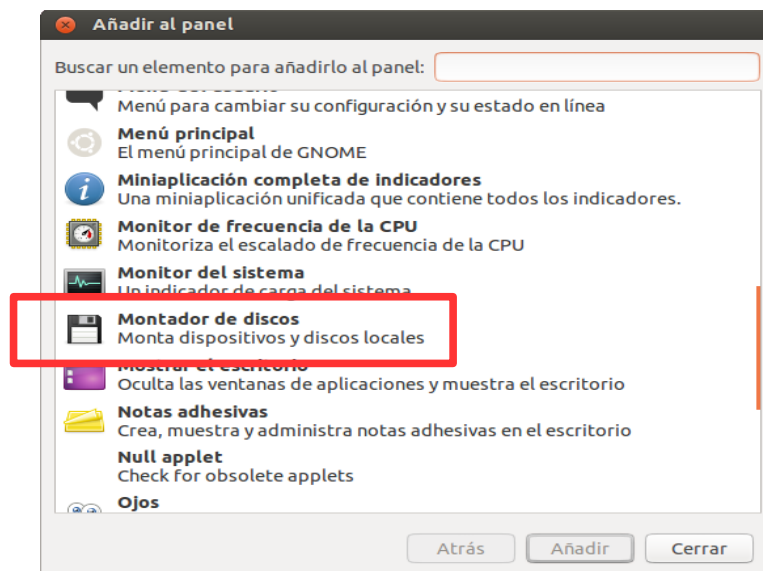 Añadir al panel
Buscar un elemento para añadirlo al panel:
Menú para cambiar su configuración y su estado en línea
Menú principal
El menú principal de GNOME
Miniaplicación completa de indicadores
Una miniaplicación unificada que contiene todos los indicadores.
Monitor de frecuencia de la CPU
Monitoriza el escalado de frecuencia de la CPU
Monitor del sistema
Un indicador de carga del sistema
Montador de discos
Monta dispositivos y discos locales
Mostrar el escritorio
Oculta las ventanas de aplicaciones y muestra el escritorio
Notas adhesivas
Crea, muestra y administra notas adhesivas en el escritorio
Null applet
Check for obsolete applets
Ojos
Atrás Añadir Cerrar